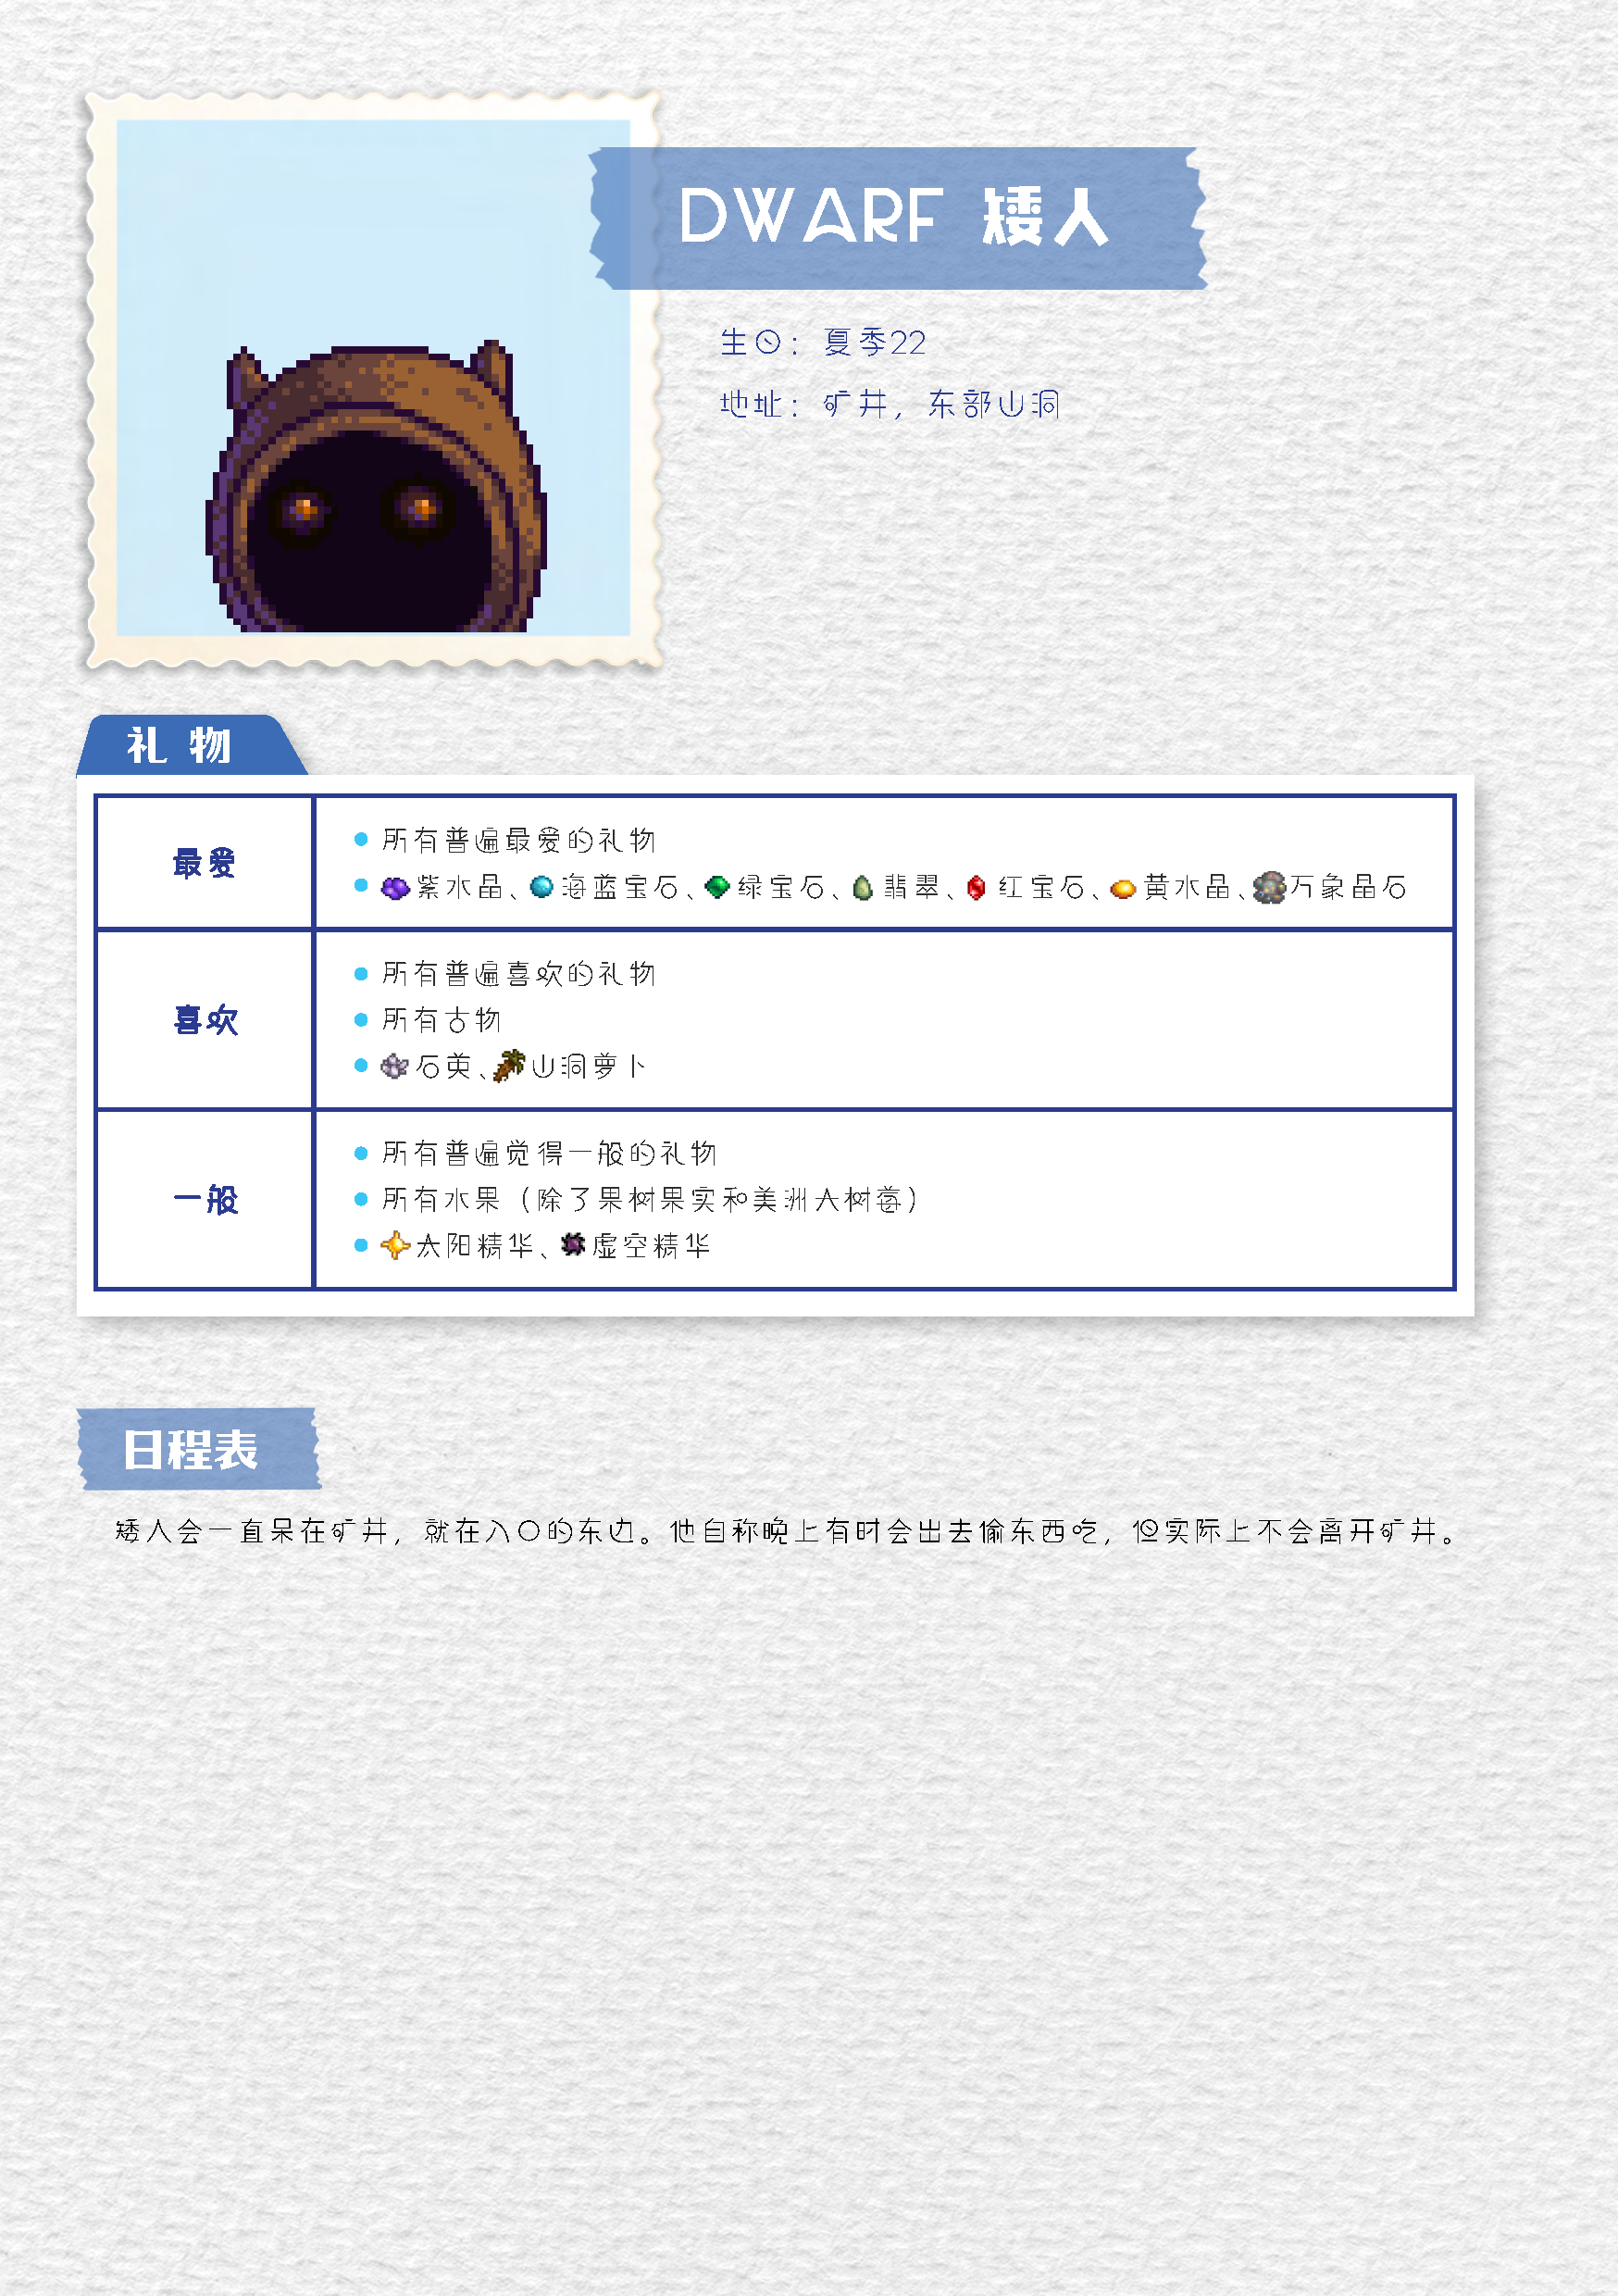 DWARF 矮人
生日：夏季22
地址：矿井，东部山洞
礼物
最爱
所有普遍最爱的礼物
紫水晶、海蓝宝石、绿宝石、翡翠、红宝石、黄水晶、万象晶石
喜欢
所有普遍喜欢的礼物
所有古物
石英、山洞萝卜
一般
所有普遍觉得一般的礼物
所有水果（除了果树果实和美洲大树莓）
太阳精华、虚空精华
日程表
矮人会一直呆在矿井，就在入口的东边。他自称晚上有时会出去偷东西吃，但实际上不会离开矿井。